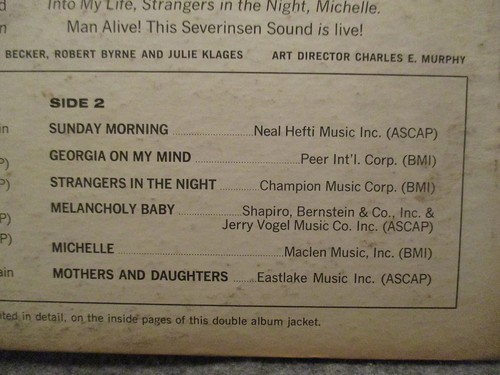 Into My Life, Strangers in the Night, Michelle.
Man Alive! This Severinsen Sound is live!
BECKER, ROBERT BYRNE AND JULIE KLAGES ART DIRECTOR CHARLES E. MURPHY
SIDE 2
SUNDAY MORNING ........ Neal Hefti Music Inc. (ASCAP)
GEORGIA ON MY MIND ........ Peer Int'l. Corp. (BMI)
STRANGERS IN THE NIGHT ........ Champion Music Corp. (BMI)
MELANCHOLY BABY ........ Shapiro, Bernstein & Co., Inc. &
Jerry Vogel Music Co. Inc. (ASCAP)
MICHELLE ........ Maclen Music, Inc. (BMI)
MOTHERS AND DAUGHTERS ........ Eastlake Music Inc. (ASCAP)
in detail, on the inside pages of this double album jacket.